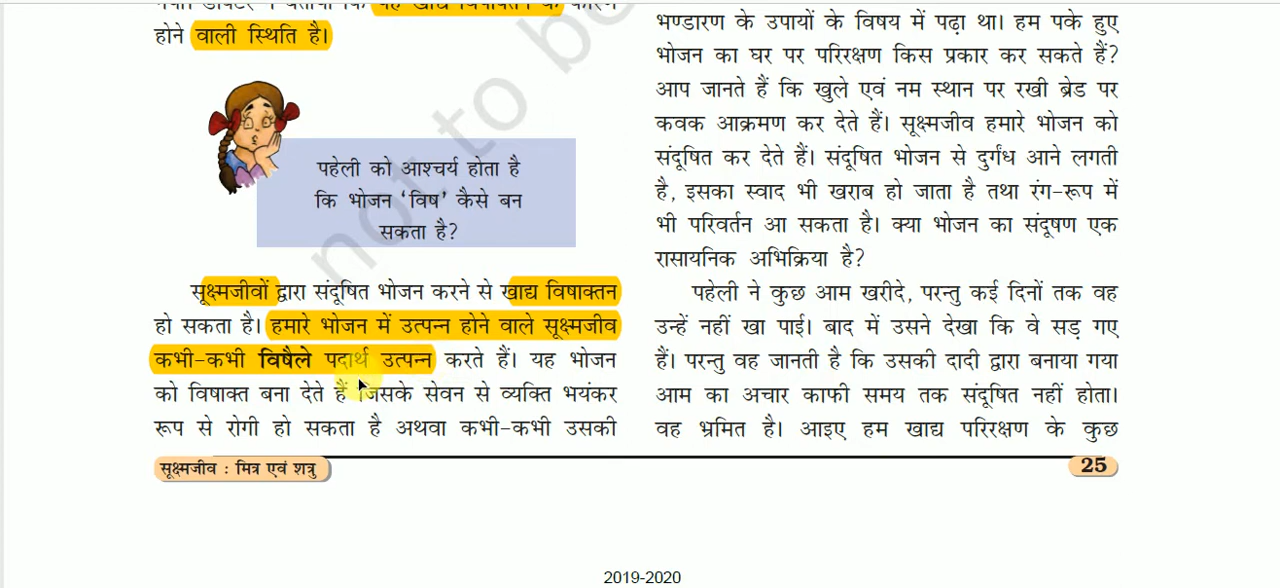 होने वाली स्थिति है।
पहेली को आश्चर्य होता है
कि भोजन ‘विष’ कैसे बन
सकता है?
सूक्ष्मजीवों द्वारा संदूषित भोजन करने से खाद्य विषाक्तन
हो सकता है। हमारे भोजन में उत्पन्न होने वाले सूक्ष्मजीव
कभी-कभी विषैले पदार्थ उत्पन्न करते हैं। यह भोजन
को विषाक्त बना देते हैं जिसके सेवन से व्यक्ति भयंकर
रूप से रोगी हो सकता है अथवा कभी-कभी उसकी
भण्डारण के उपायों के विषय में पढ़ा था। हम पके हुए
भोजन का घर पर परिरक्षण किस प्रकार कर सकते हैं?
आप जानते हैं कि खुले एवं नम स्थान पर रखी ब्रेड पर
कवक आक्रमण कर देते हैं। सूक्ष्मजीव हमारे भोजन को
संदूषित कर देते हैं। संदूषित भोजन से दुर्गंध आने लगती
है, इसका स्वाद भी खराब हो जाता है तथा रंग-रूप में
भी परिवर्तन आ सकता है। क्या भोजन का संदूषण एक
रासायनिक अभिक्रिया है?
पहेली ने कुछ आम खरीदे, परन्तु कई दिनों तक वह
उन्हें नहीं खा पाई। बाद में उसने देखा कि वे सड़ गए
हैं। परन्तु वह जानती है कि उसकी दादी द्वारा बनाया गया
आम का अचार काफी समय तक संदूषित नहीं होता।
वह भ्रमित है। आइए हम खाद्य परिरक्षण के कुछ
सूक्ष्मजीव : मित्र एवं शत्रु
25
2019-2020
not to be